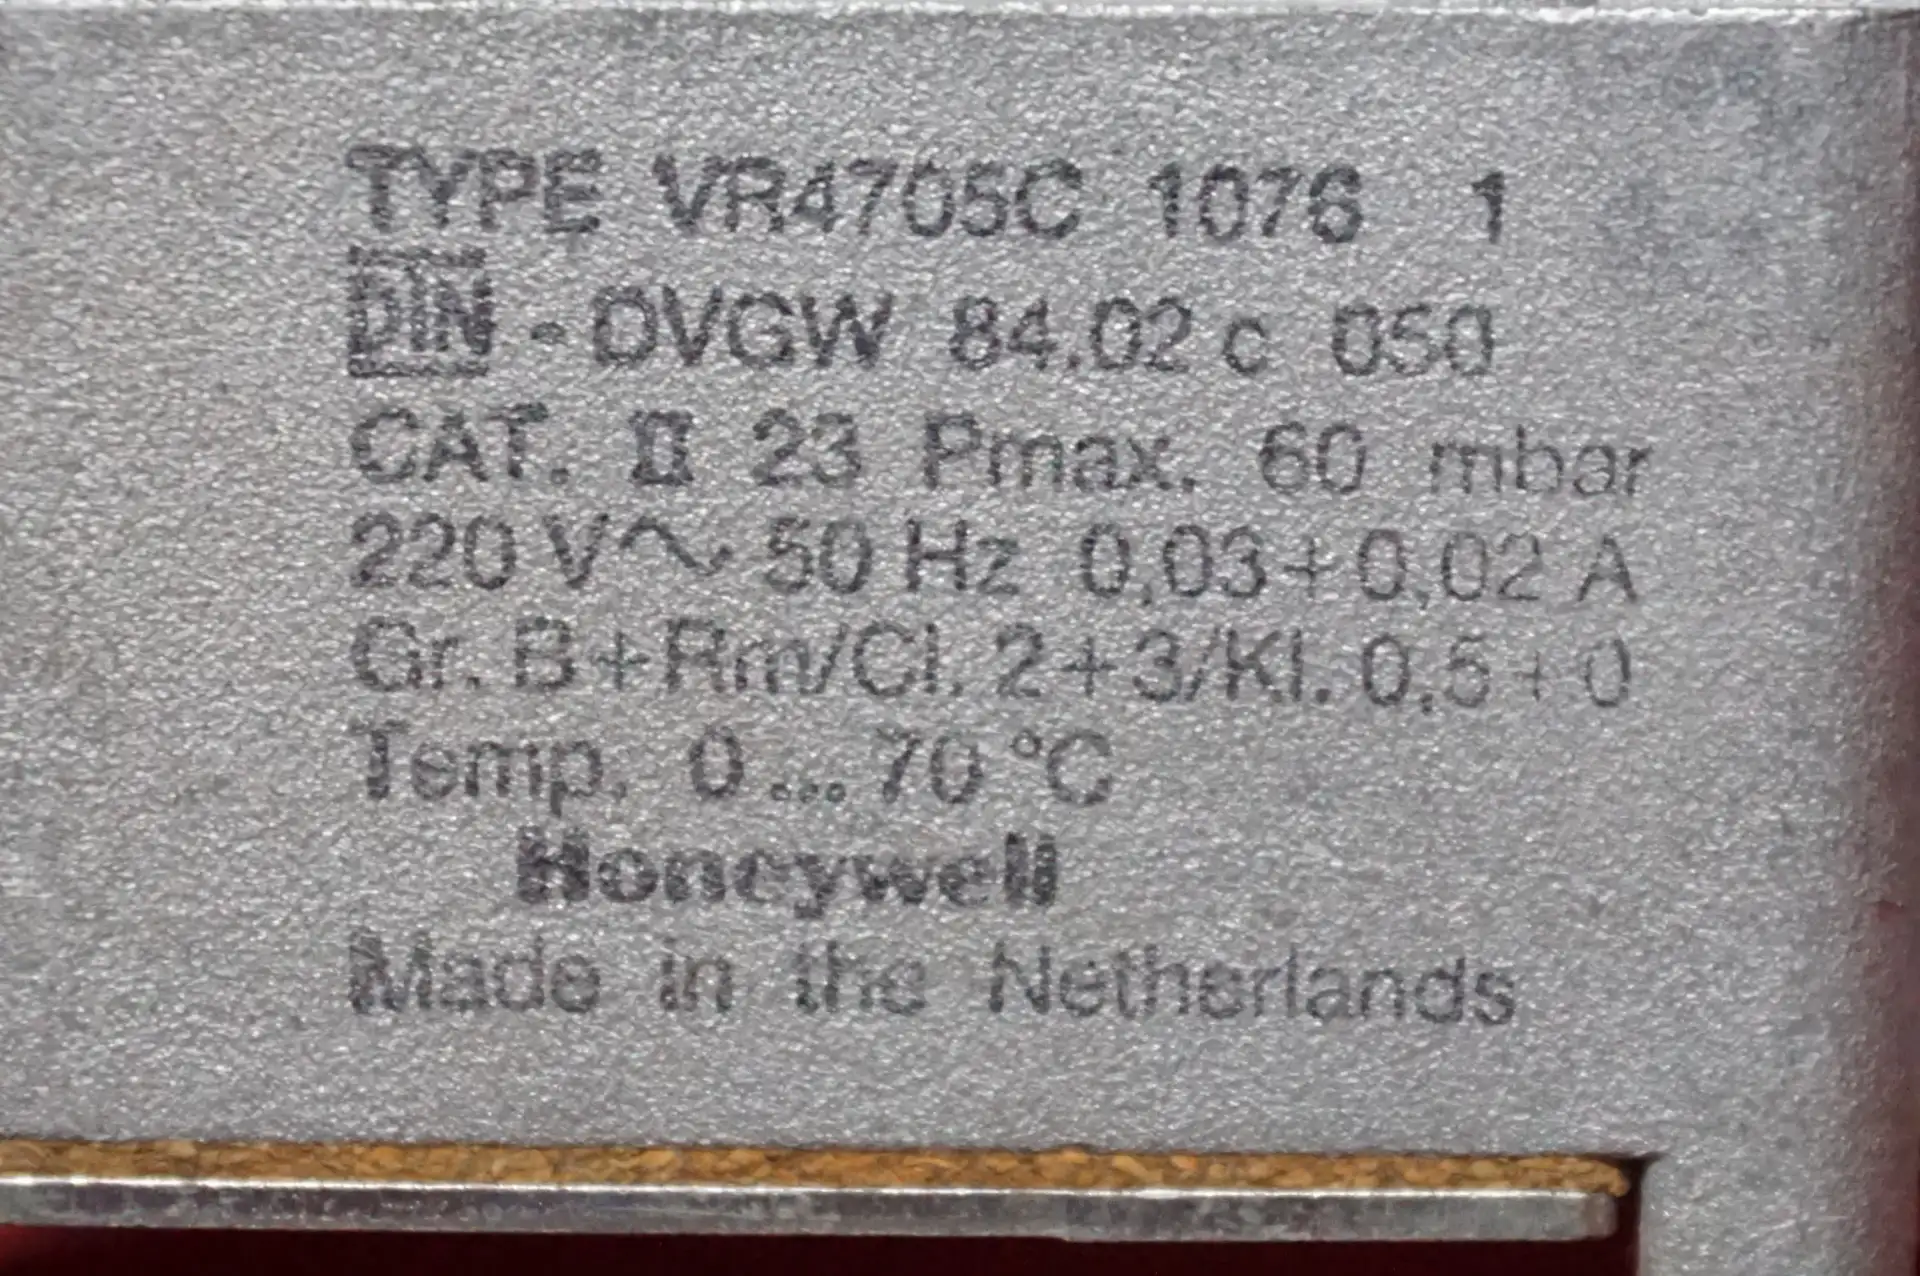 TYPE VR4705C 1076 1
DIN - DVGW 84.02 c 050
CAT. II 23 Pmax. 60 mbar
220 V ~ 50 Hz 0,03+0,02 A
Gr. B+Rm/Cl. 2+3/Kl. 0,5+0
Temp. 0 ... 70 °C
Honeywell
Made in the Netherlands